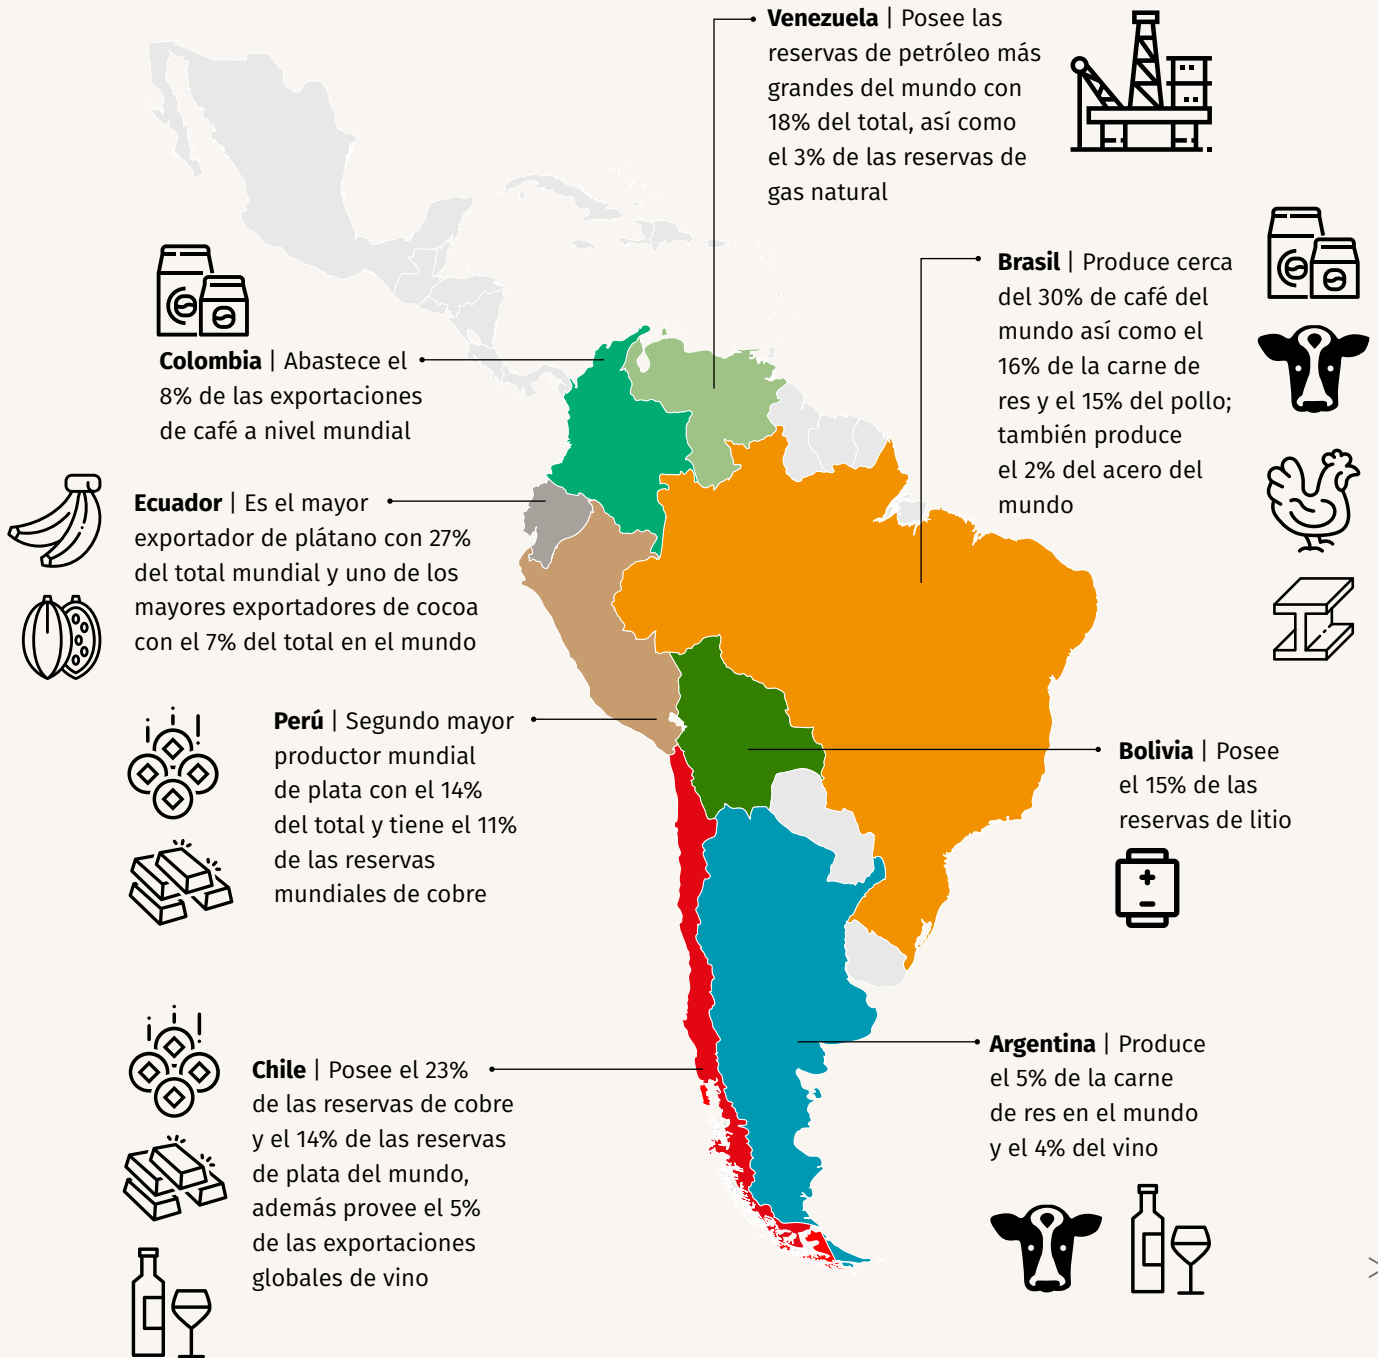 Venezuela | Posee las
reservas de petróleo más
grandes del mundo con
18% del total, así como
el 3% de las reservas de
gas natural
Brasil | Produce cerca
del 30% de café del
mundo así como el
16% de la carne de
res y el 15% del pollo;
también produce
el 2% del acero del
mundo
Colombia | Abastece el
8% de las exportaciones
de café a nivel mundial
Ecuador | Es el mayor
exportador de plátano con 27%
del total mundial y uno de los
mayores exportadores de cocoa
con el 7% del total en el mundo
Perú | Segundo mayor
productor mundial
de plata con el 14%
del total y tiene el 11%
de las reservas
mundiales de cobre
Bolivia | Posee
el 15% de las
reservas de litio
Chile | Posee el 23%
de las reservas de cobre
y el 14% de las reservas
de plata del mundo,
además provee el 5%
de las exportaciones
globales de vino
Argentina | Produce
el 5% de la carne
de res en el mundo
y el 4% del vino